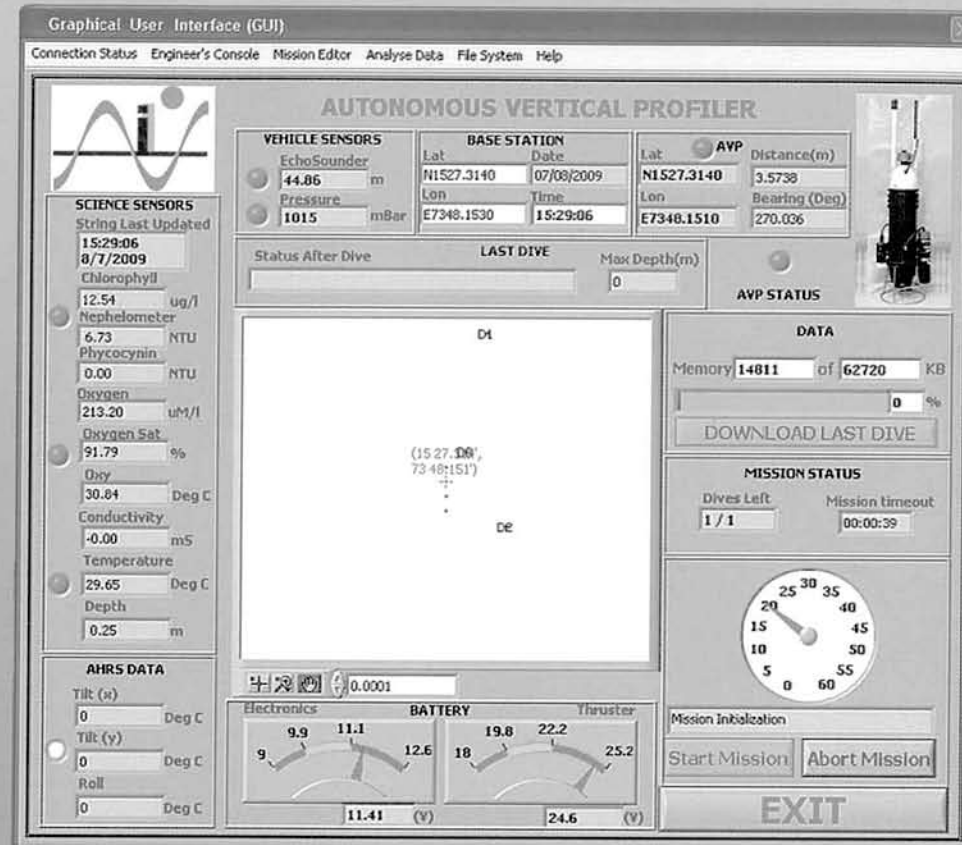 Graphical User Interface (GUI)
Connection Status Engineer's Console Mission Editor Analyse Data File System Help
AUTONOMOUS VERTICAL PROFILER
VEHICLE SENSORS
EchoSounder
44.86 m
Pressure
1015 mBar
BASE STATION
Lat Date
N1527.3140 07/08/2009
Lon Time
E7348.1530 15:29:06
AVP
Lat Distance(m)
N1527.3140 3.5738
Lon Bearing (Deg)
E7348.1510 270.036
SCIENCE SENSORS
String Last Updated
15:29:06
8/7/2009
Chlorophyll
12.54 ug/l
Nephelometer
6.73 NTU
Phycocynin
0.00 NTU
Oxygen
213.20 uM/l
Oxygen Sat
91.79 %
Oxy
30.84 Deg C
Conductivity
-0.00 mS
Temperature
29.65 Deg C
Depth
0.25 m
LAST DIVE
Status After Dive Max Depth(m)
0
AVP STATUS
D1
(15 27.
73 48.151')
D2
DATA
Memory 14811 of 62720 KB
0 %
DOWNLOAD LAST DIVE
MISSION STATUS
Dives Left Mission timeout
1 / 1 00:00:39
0 5 10 15 20 25 30 35 40 45 50 55 60
Mission Initialization
Start Mission Abort Mission
EXIT
AHRS DATA
Tilt (x)
0 Deg C
Tilt (y)
0 Deg C
Roll
0 Deg C
0.0001
BATTERY
Electronics
9 9.9 11.1 12.6
11.41 (V)
Thruster
18 19.8 22.2 25.2
24.6 (V)